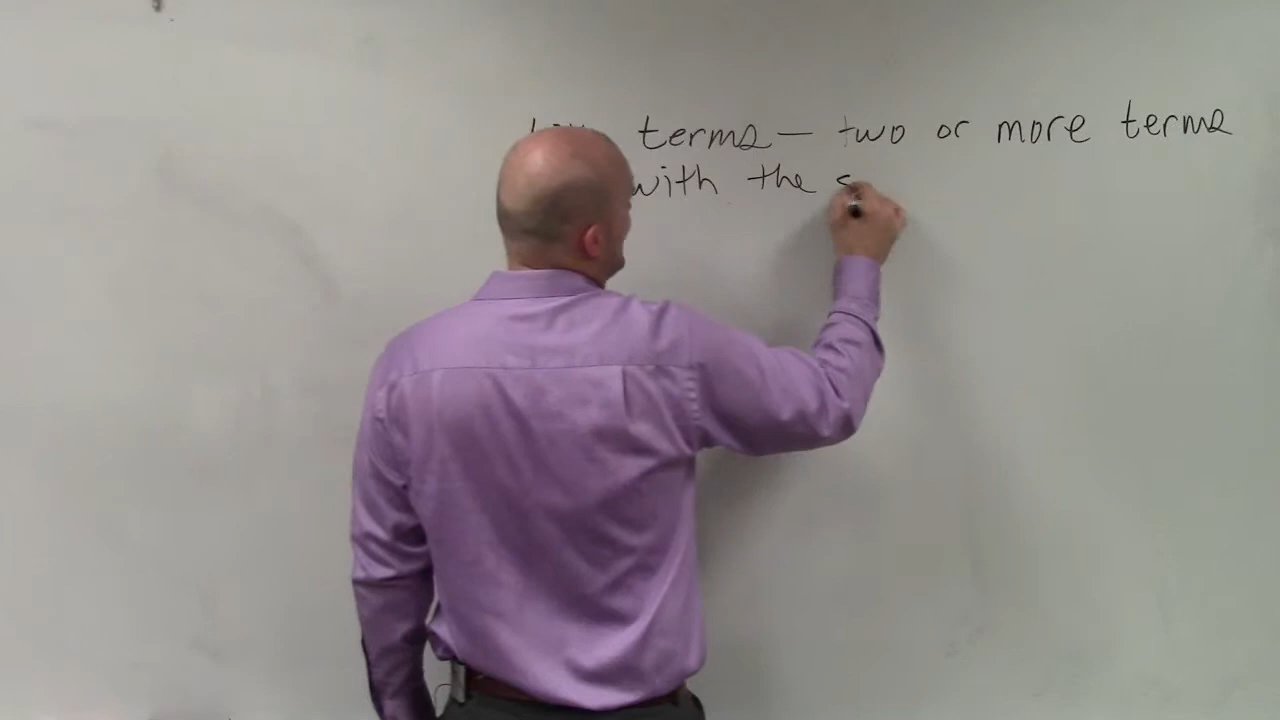 terms — two or more terms
with the s